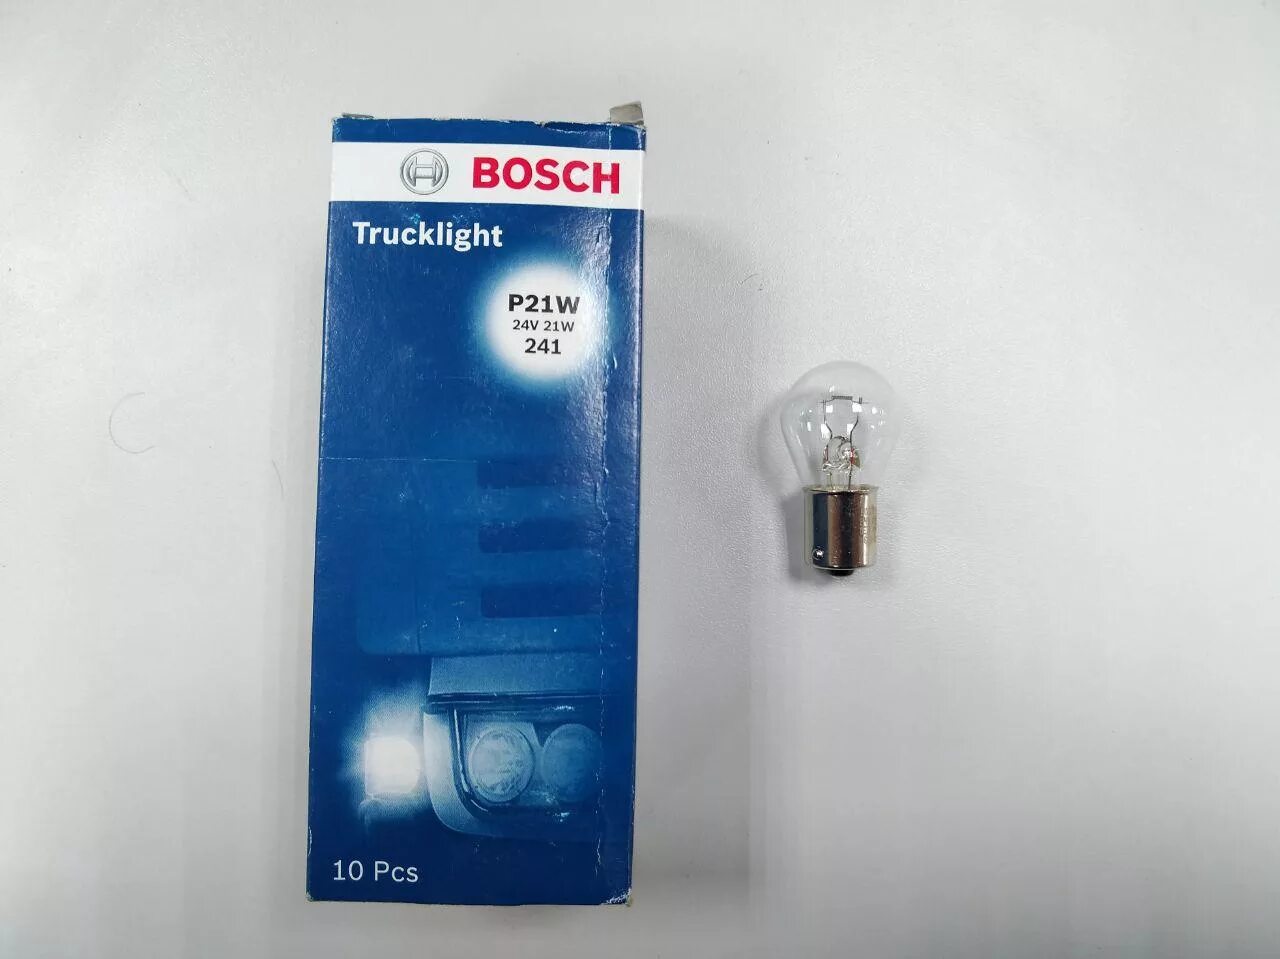 BOSCH
Trucklight
P21W
24V 21W
241
10 Pcs